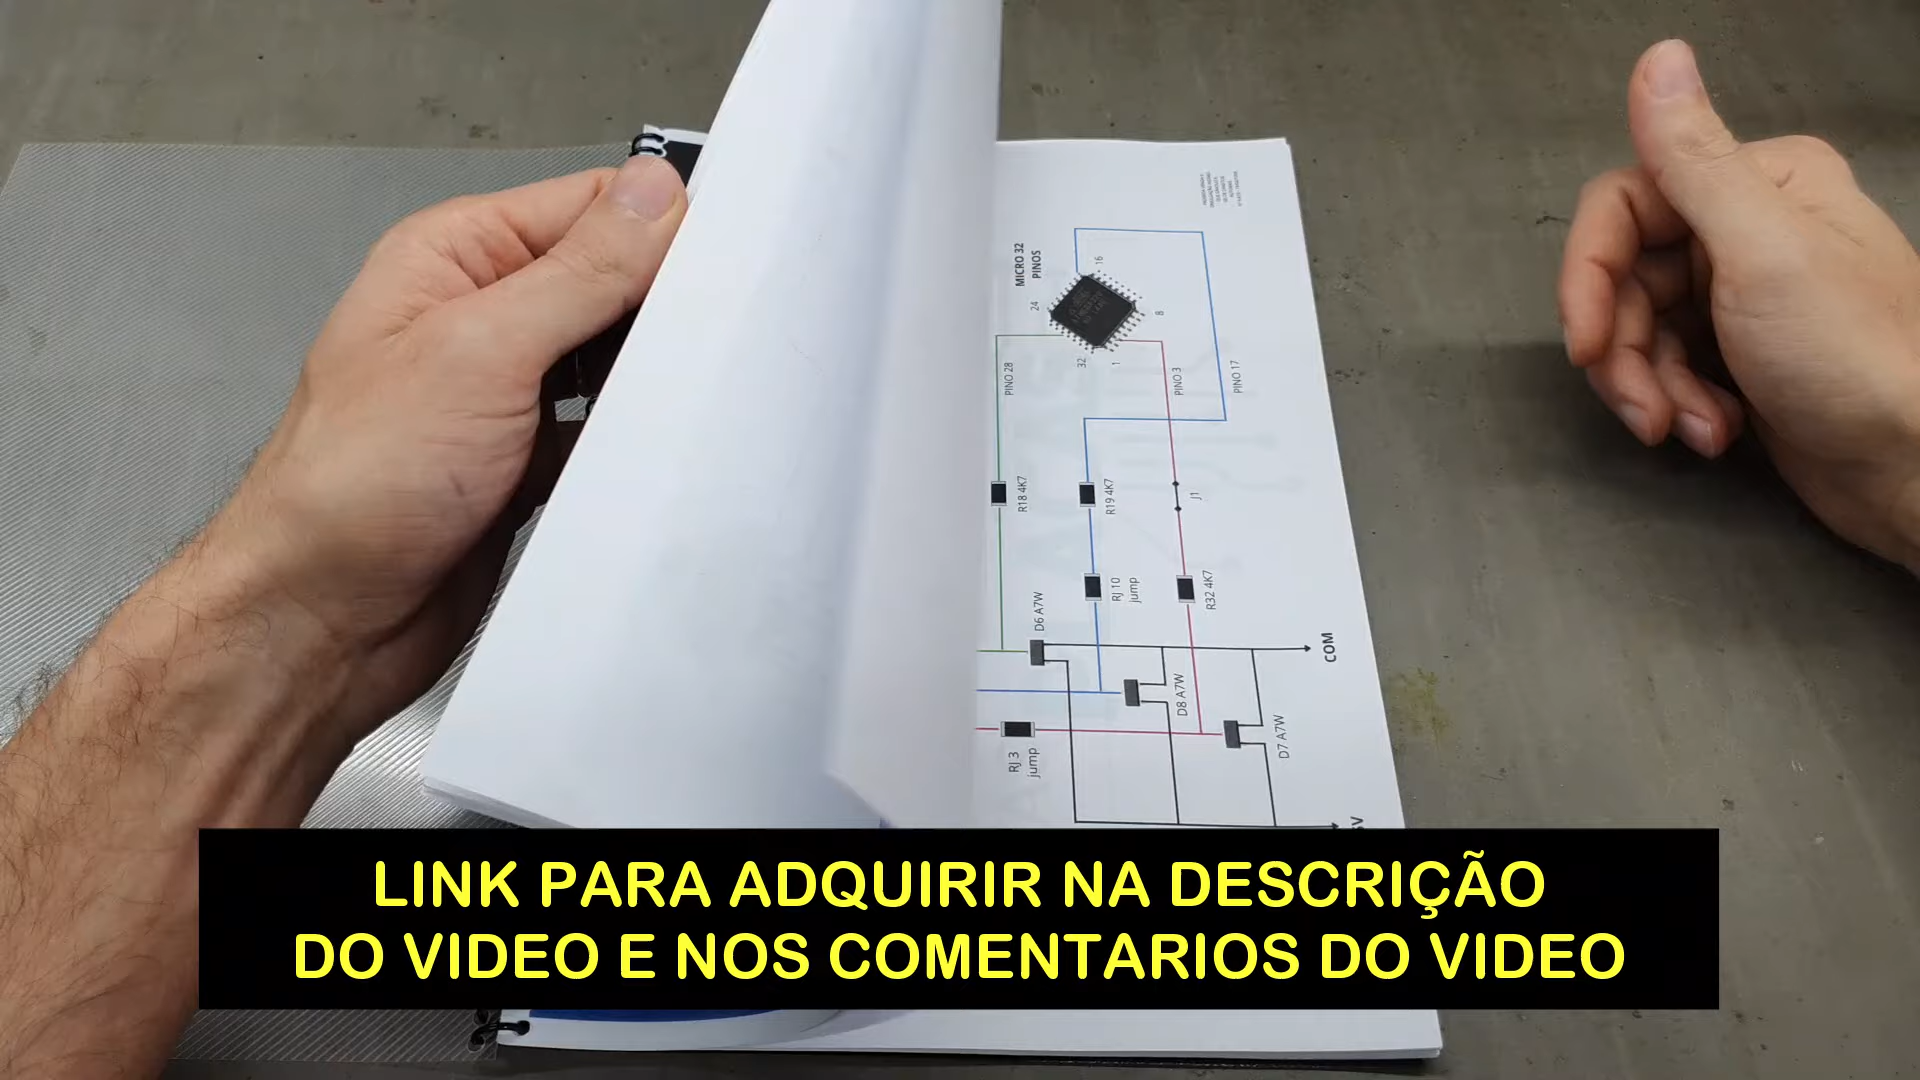 MICRO 32
PINOS
16
24
8
32
1
PINO 28
PINO 3
PINO 17
R18 4K7
R19 4K7
J1
RJ 10
jump
R32 4K7
D6 A7W
COM
D8 A7W
D7 A7W
RJ 3
jump
LINK PARA ADQUIRIR NA DESCRIÇÃO
DO VIDEO E NOS COMENTARIOS DO VIDEO